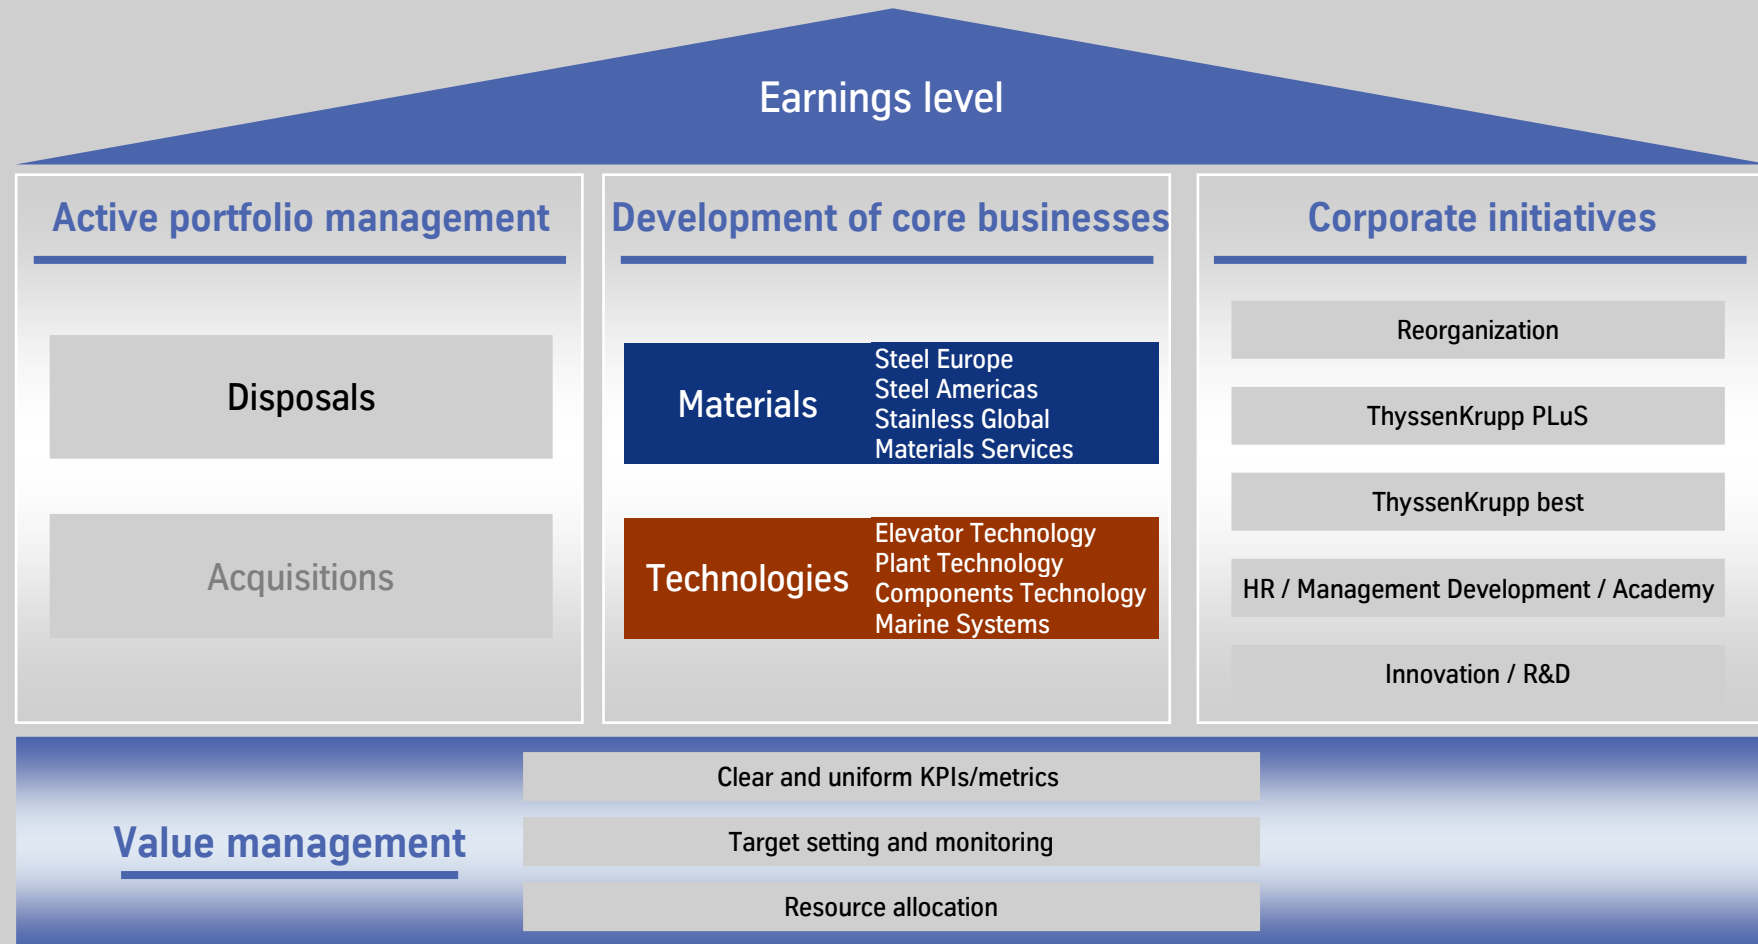 Earnings level
Active portfolio management
Disposals
Acquisitions
Development of core businesses
Materials
Steel Europe
Steel Americas
Stainless Global
Materials Services
Technologies
Elevator Technology
Plant Technology
Components Technology
Marine Systems
Corporate initiatives
Reorganization
ThyssenKrupp PLuS
ThyssenKrupp best
HR / Management Development / Academy
Innovation / R&D
Value management
Clear and uniform KPIs/metrics
Target setting and monitoring
Resource allocation